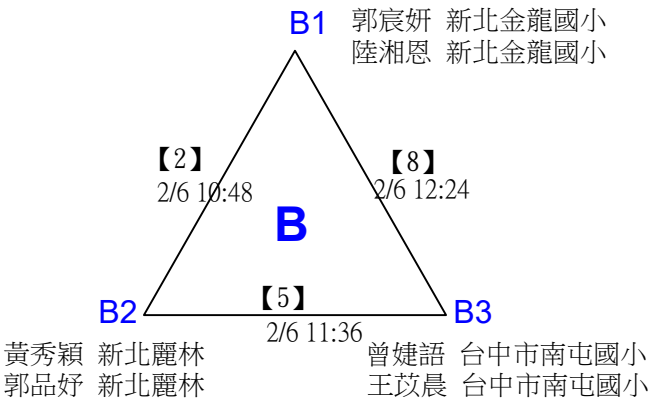 B1
郭宸妍 新北金龍國小
陸湘恩 新北金龍國小
【2】
2/6 10:48
【8】
2/6 12:24
B
B2
【5】
B3
2/6 11:36
黃秀穎 新北麗林
郭品妤 新北麗林
曾婕語 台中市南屯國小
王苡晨 台中市南屯國小